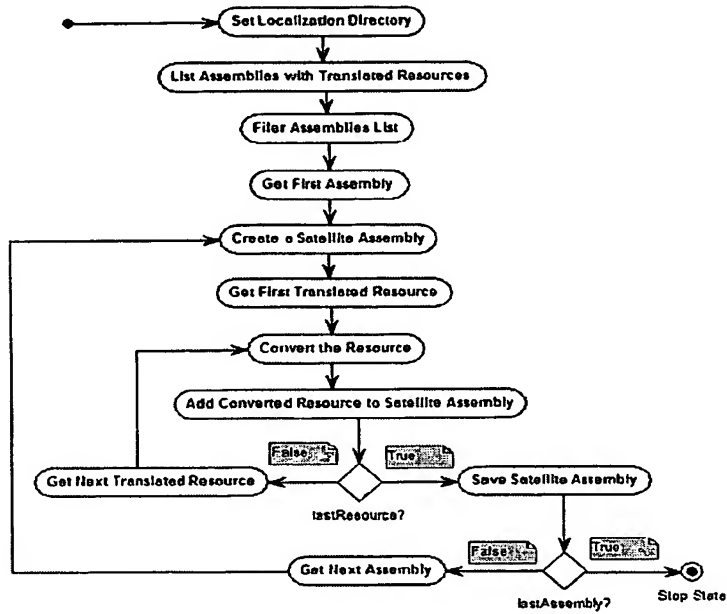 Set Localization Directory
List Assemblies with Translated Resources
Filer Assemblies List
Get First Assembly
Create a Satellite Assembly
Get First Translated Resource
Convert the Resource
Add Converted Resource to Satellite Assembly
False
True
Get Next Translated Resource
Save Satellite Assembly
lastResource?
False
True
Get Next Assembly
lastAssembly?
Stop State